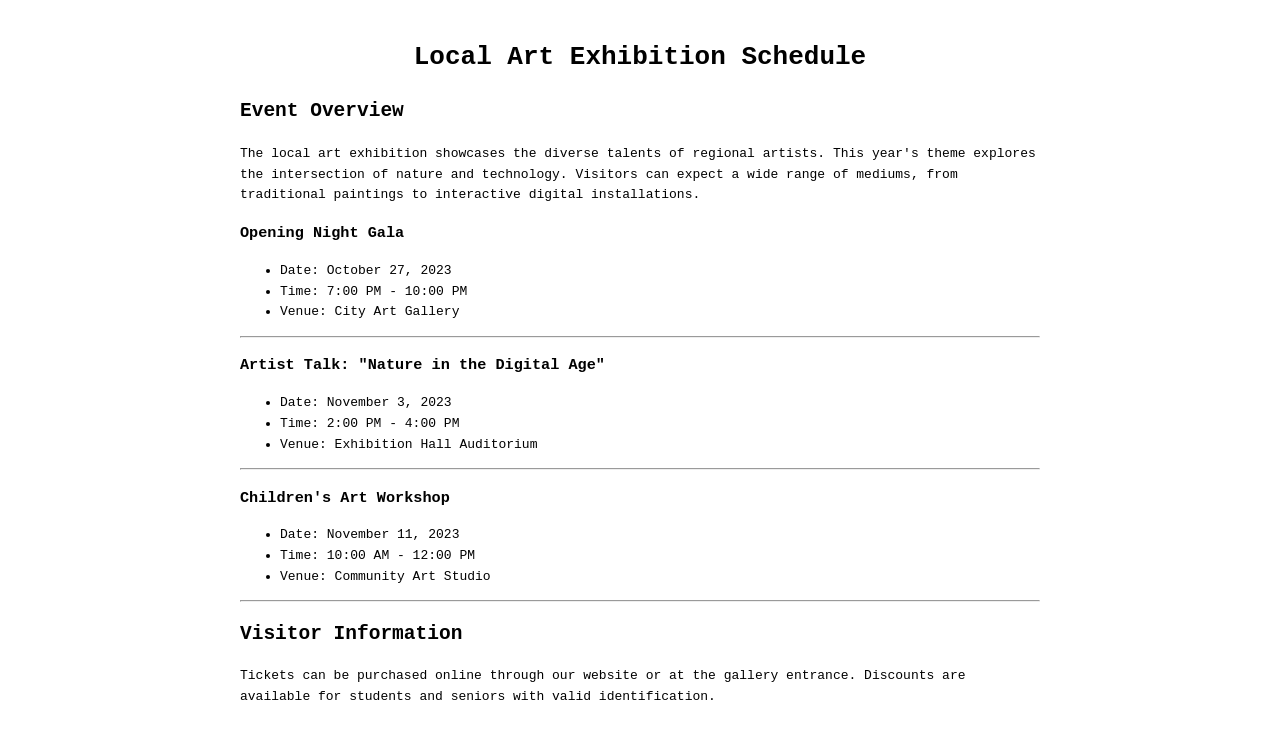 Local Art Exhibition Schedule
Event Overview
The local art exhibition showcases the diverse talents of regional artists. This year's theme explores
the intersection of nature and technology. Visitors can expect a wide range of mediums, from
traditional paintings to interactive digital installations.
Opening Night Gala
• Date: October 27, 2023
• Time: 7:00 PM - 10:00 PM
• Venue: City Art Gallery
Artist Talk: "Nature in the Digital Age"
• Date: November 3, 2023
• Time: 2:00 PM - 4:00 PM
• Venue: Exhibition Hall Auditorium
Children's Art Workshop
• Date: November 11, 2023
• Time: 10:00 AM - 12:00 PM
• Venue: Community Art Studio
Visitor Information
Tickets can be purchased online through our website or at the gallery entrance. Discounts are
available for students and seniors with valid identification.